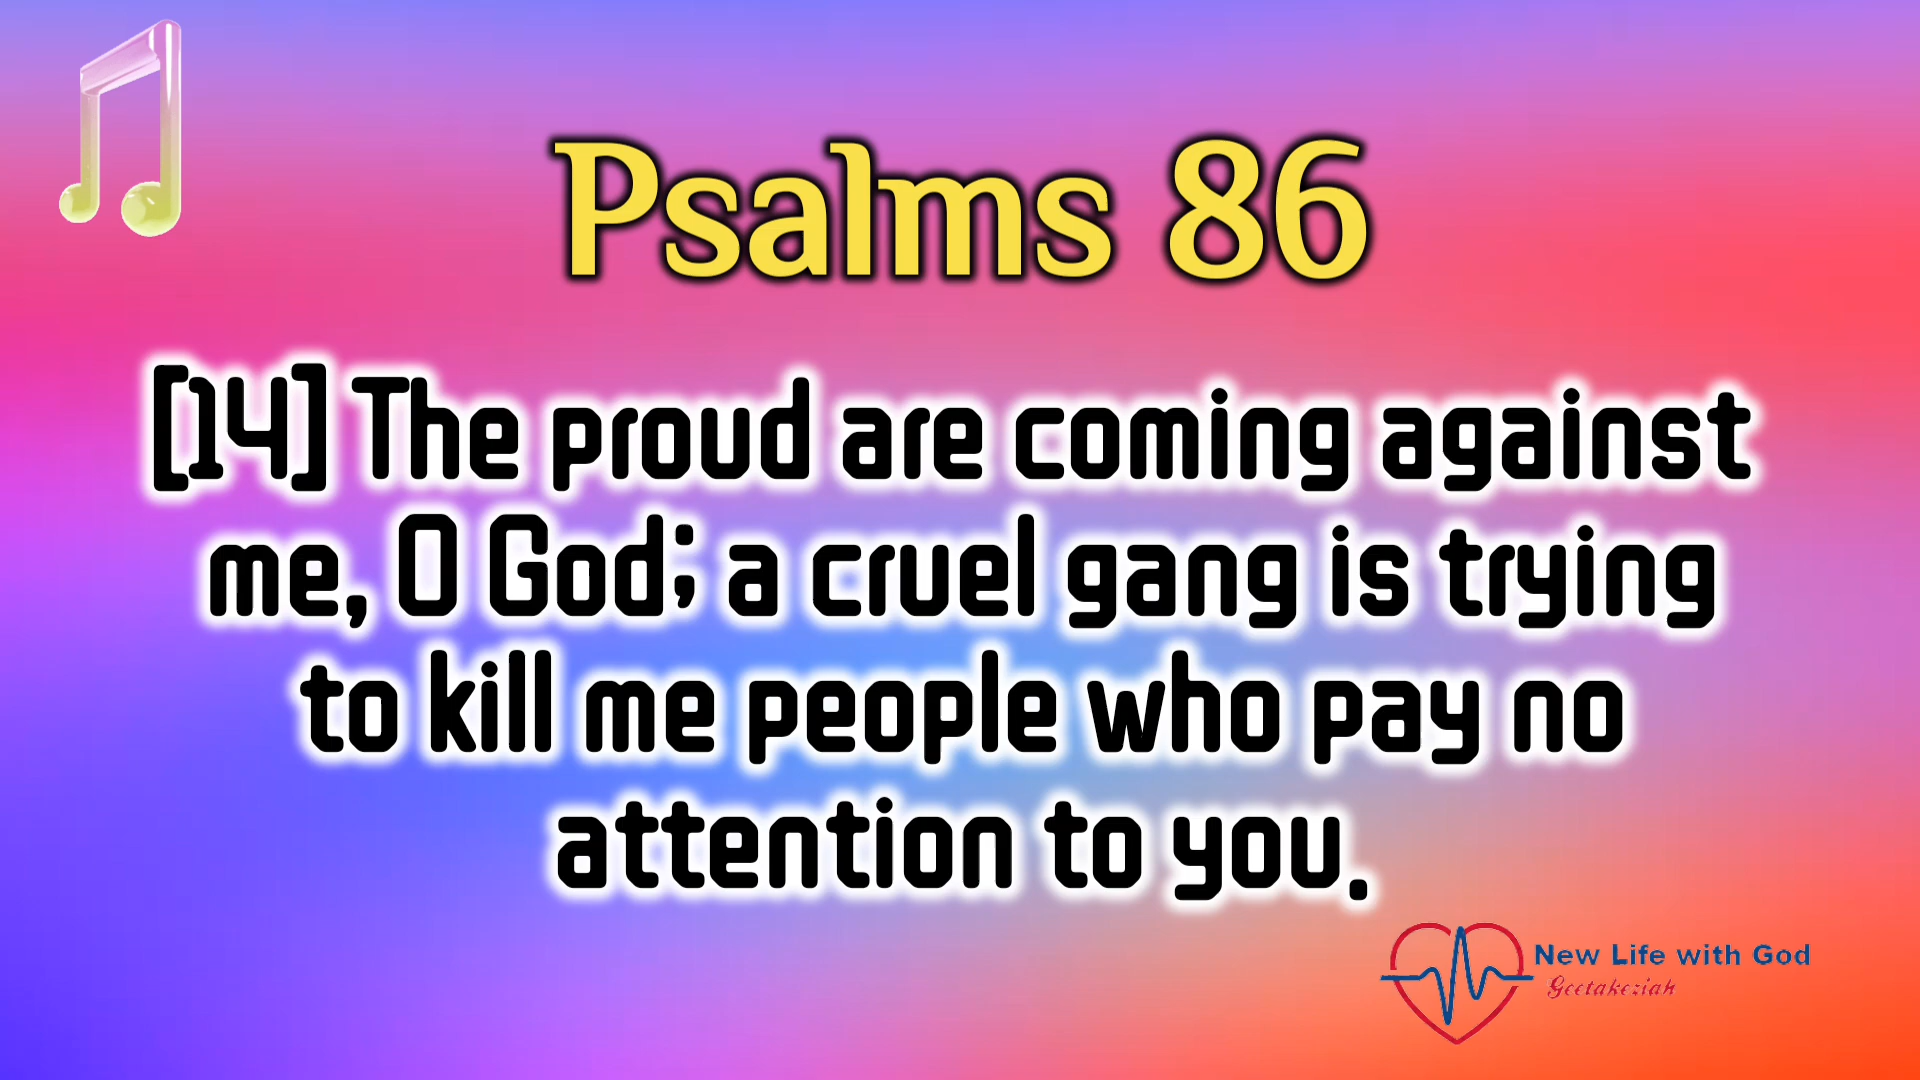 Psalms 86
[14] The proud are coming against
me, O God; a cruel gang is trying
to kill me people who pay no
attention to you.
New Life with God
Geetakeziah